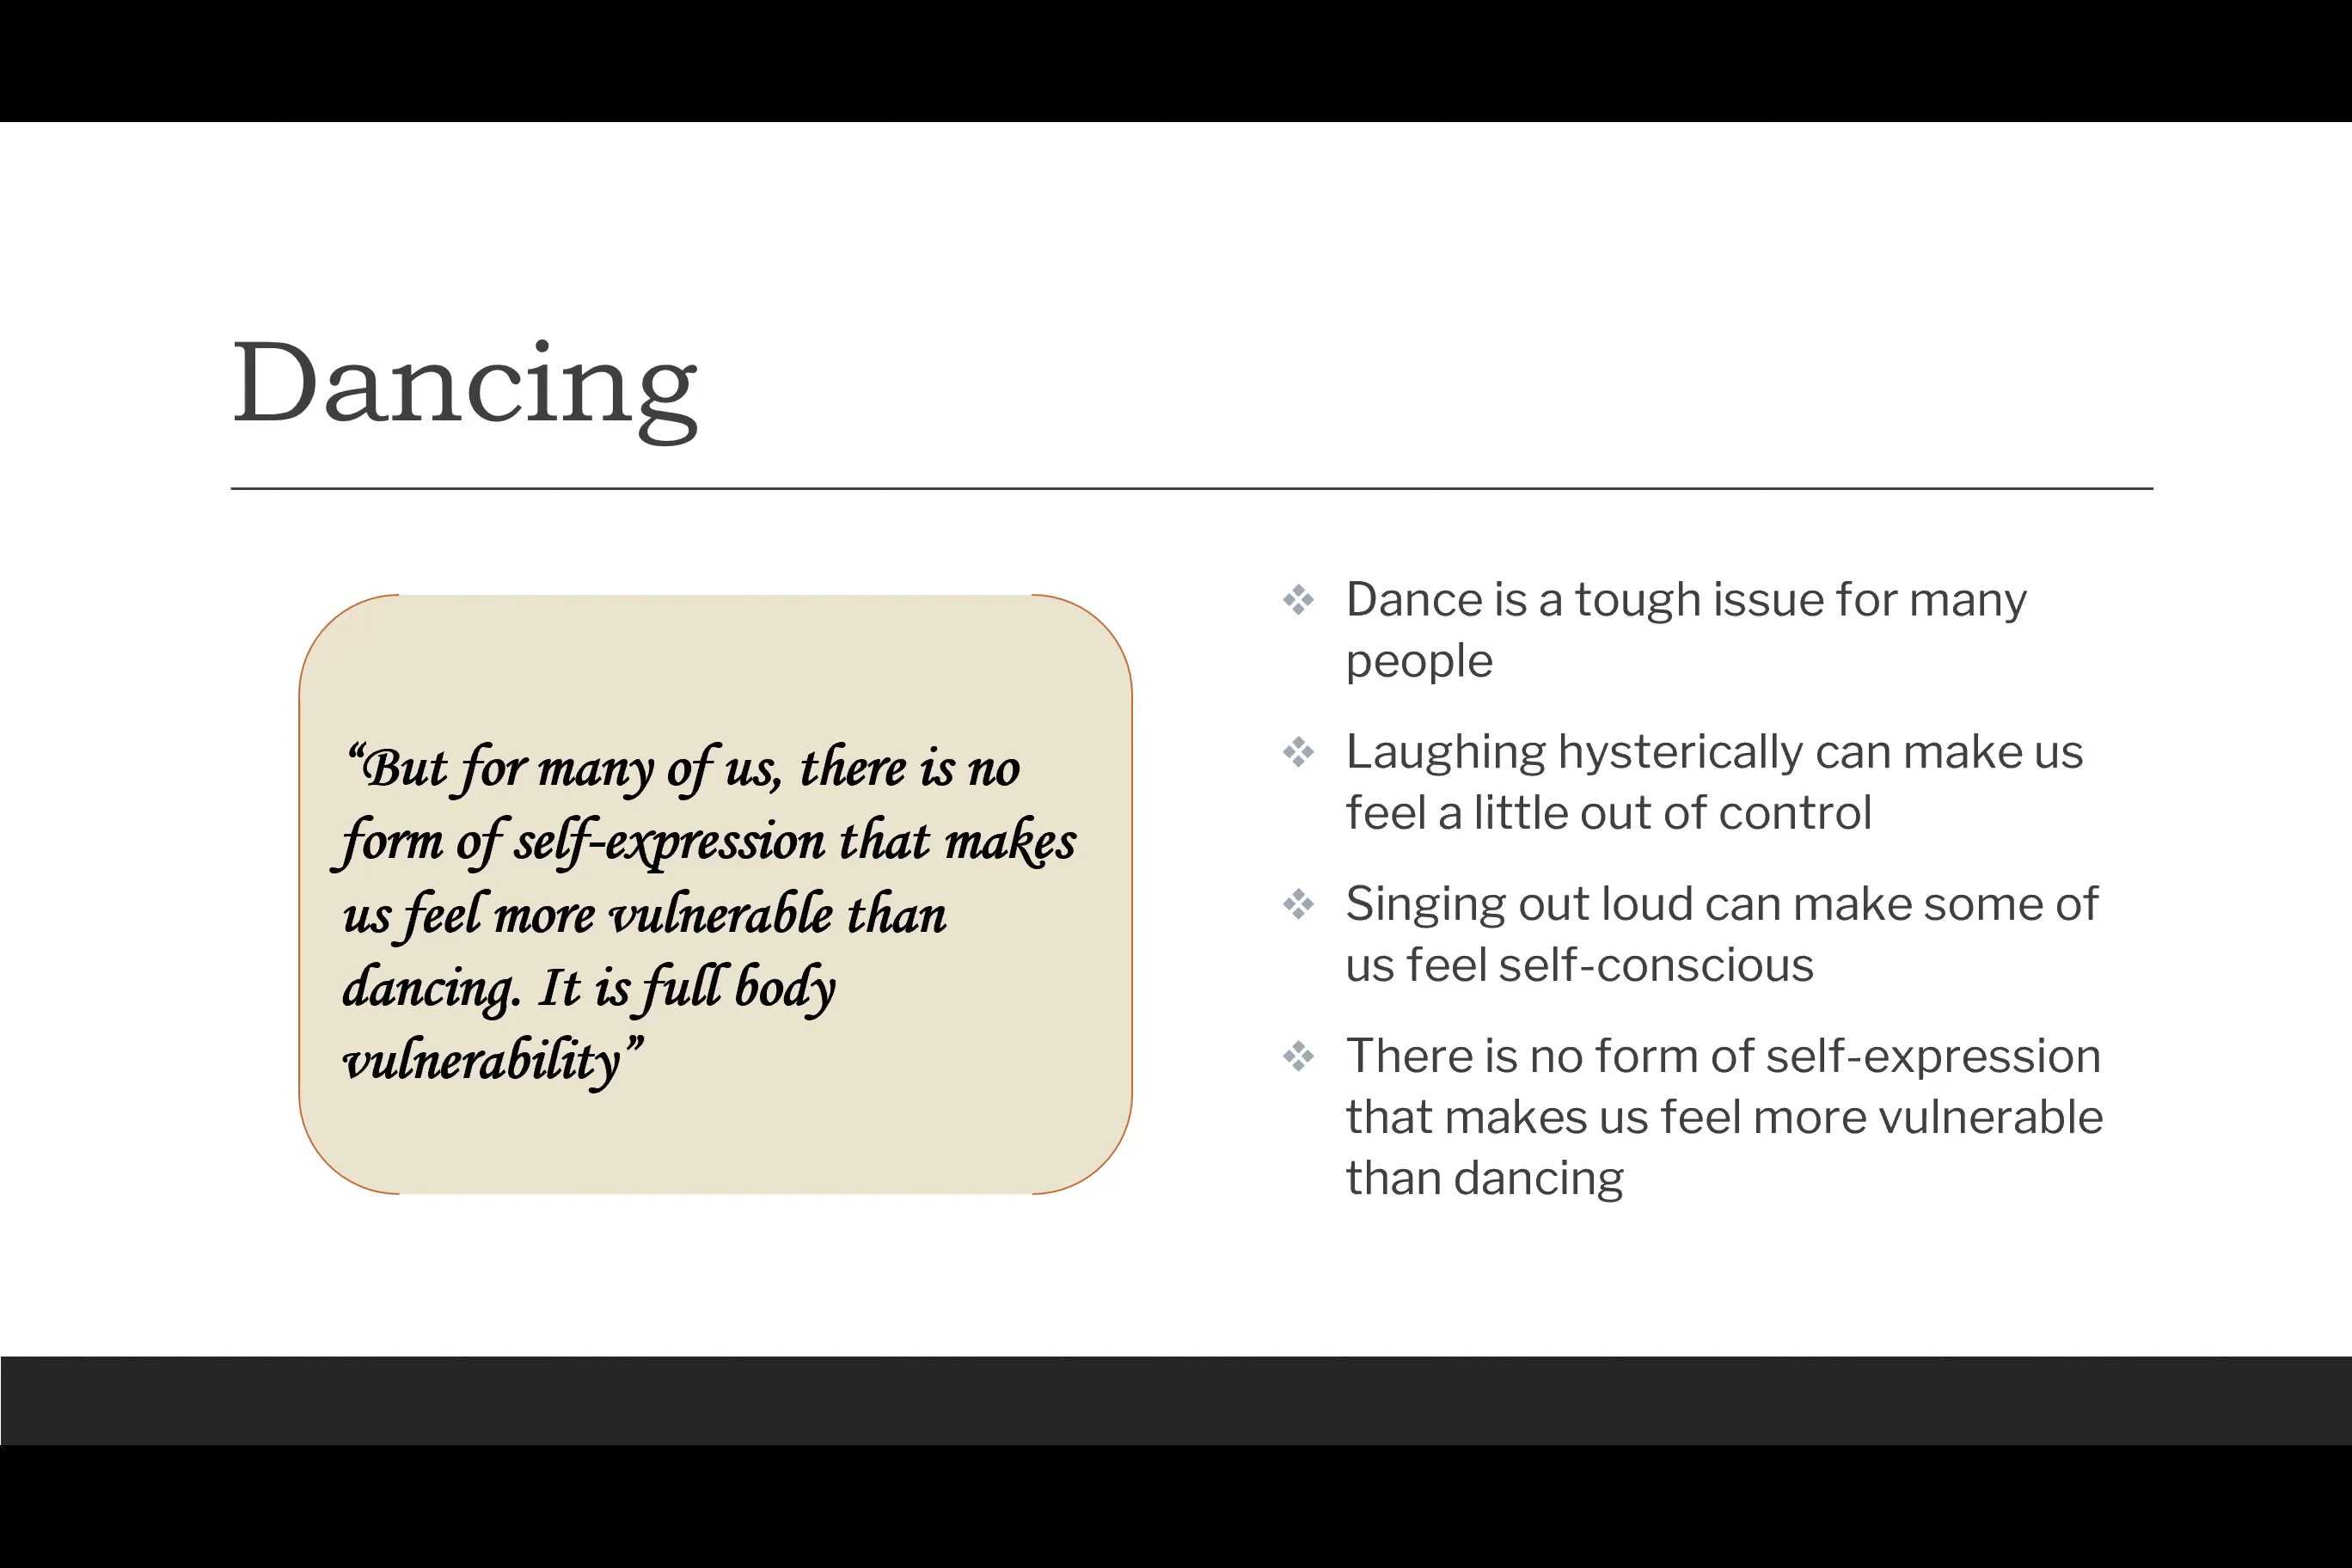 Dancing
“But for many of us, there is no
form of self-expression that makes
us feel more vulnerable than
dancing. It is full body
vulnerability”
Dance is a tough issue for many
people
Laughing hysterically can make us
feel a little out of control
Singing out loud can make some of
us feel self-conscious
There is no form of self-expression
that makes us feel more vulnerable
than dancing